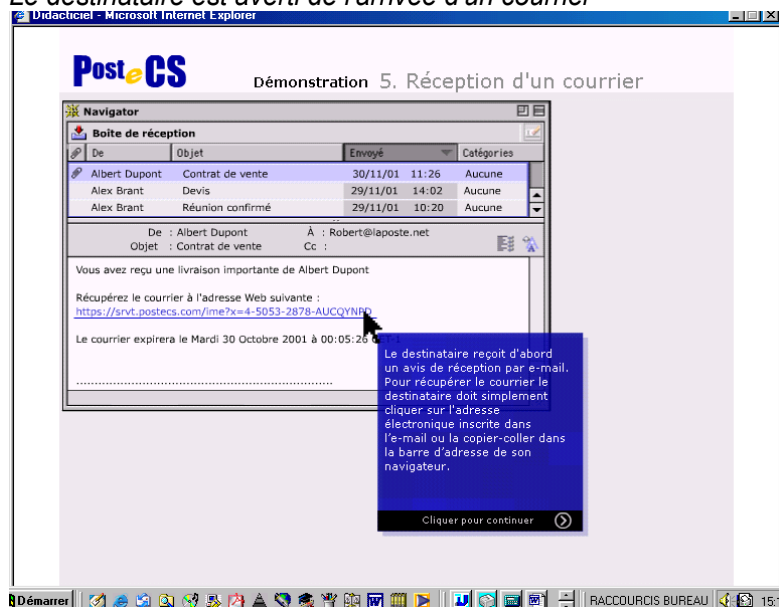 Le destinataire est averti de l'arrivée d'un courrier
Didacticiel - Microsoft Internet Explorer
PosteCS
Démonstration 5. Réception d'un courrier
Navigator
Boite de réception
De Objet Envoyé Catégories
Albert Dupont Contrat de vente 30/11/01 11:26 Aucune
Alex Brant Devis 29/11/01 14:02 Aucune
Alex Brant Réunion confirmé 29/11/01 10:20 Aucune
De : Albert Dupont À : Robert@laposte.net
Objet : Contrat de vente Cc :
Vous avez reçu une livraison importante de Albert Dupont
Récupérez le courrier à l'adresse Web suivante :
https://srvt.postecs.com/ime?x=4-5053-2878-AUCQYNPD
Le courrier expirera le Mardi 30 Octobre 2001 à 00:05:26
Le destinataire reçoit d'abord
un avis de réception par e-mail.
Pour récupérer le courrier le
destinataire doit simplement
cliquer sur l'adresse
électronique inscrite dans
l'e-mail ou la copier-coller dans
la barre d'adresse de son
navigateur.
Cliquer pour continuer
Démarrer RACCOURCIS BUREAU